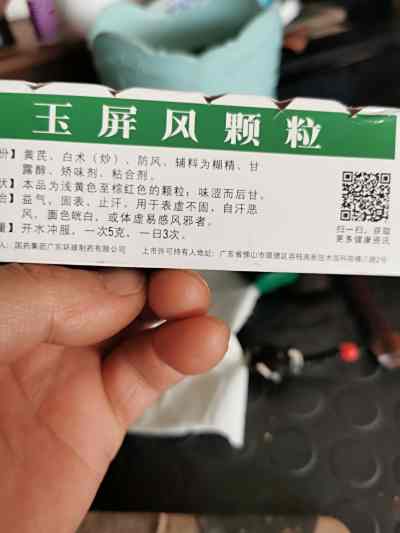 玉屏风颗粒
份】黄芪、白术（炒）、防风、辅料为糊精、甘
露醇、矫味剂、粘合剂。
状】本品为浅黄色至棕红色的颗粒；味涩而后甘。
治】益气，固表，止汗。用于表虚不固，自汗恶
风，面色㿠白，或体虚易感风邪者。
量】开水冲服，一次5克，一日3次。
人：国药集团广东环球制药有限公司 上市许可持有人地址：广东省佛山市顺德区
扫一扫，获取
更多健康资讯